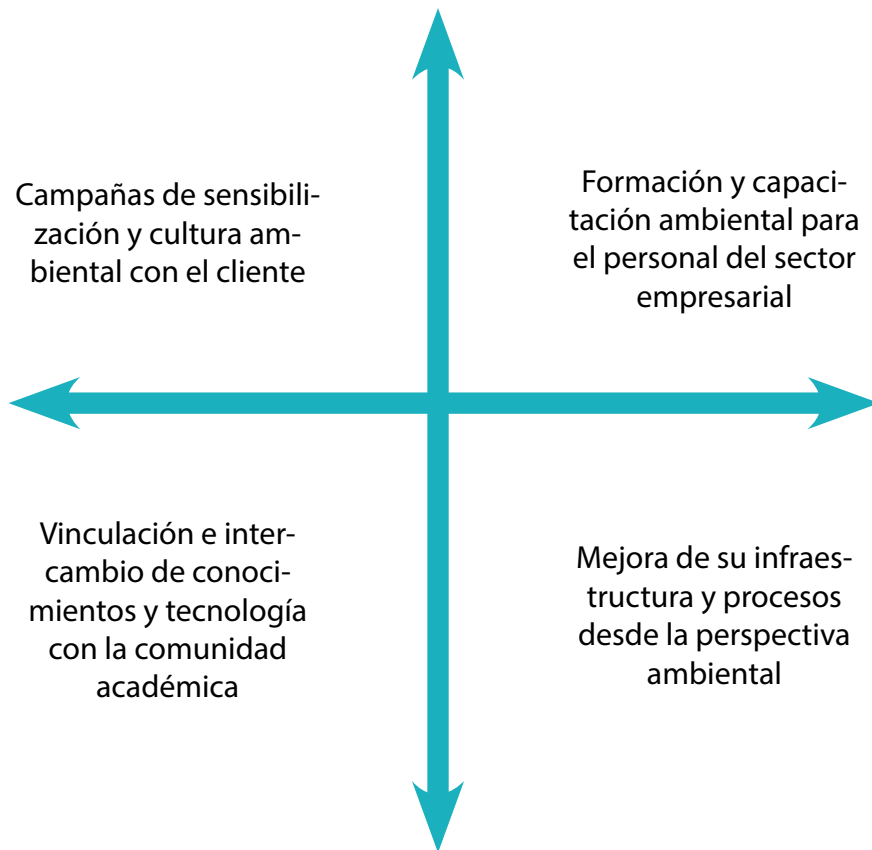 Campañas de sensibili-
zación y cultura am-
biental con el cliente
Formación y capaci-
tación ambiental para
el personal del sector
empresarial
Vinculación e inter-
cambio de conoci-
mientos y tecnología
con la comunidad
académica
Mejora de su infraes-
tructura y procesos
desde la perspectiva
ambiental